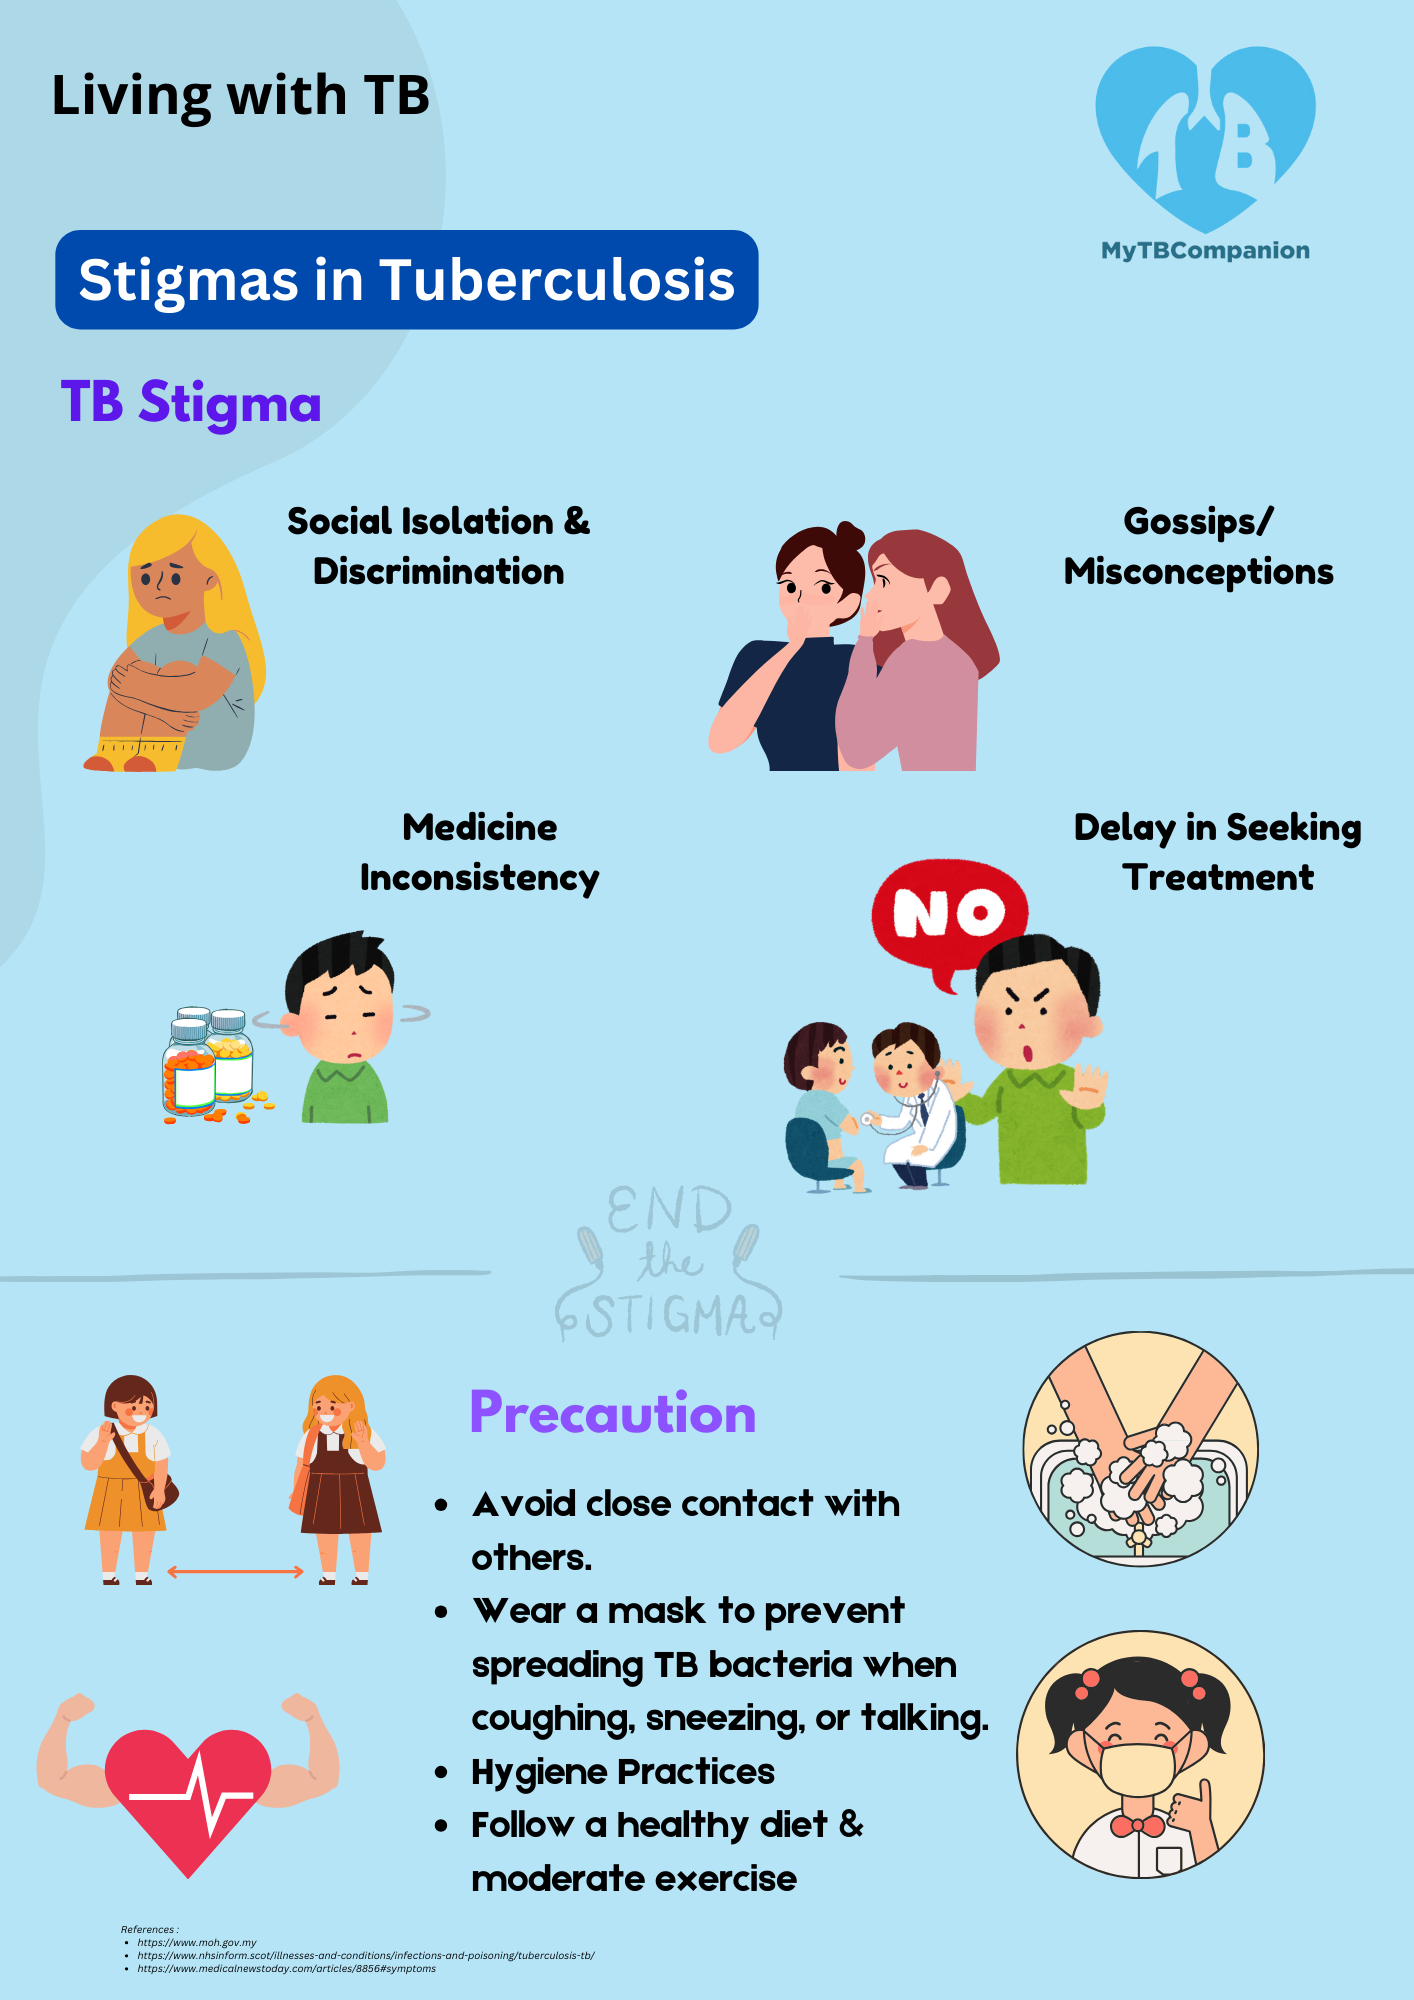 Living with TB
TB
MyTBCompanion
Stigmas in Tuberculosis
TB Stigma
Social Isolation &
Discrimination
Gossips/
Misconceptions
Medicine
Inconsistency
Delay in Seeking
Treatment
NO
END
the
STIGMA
Precaution
• Avoid close contact with
others.
• Wear a mask to prevent
spreading TB bacteria when
coughing, sneezing, or talking.
• Hygiene Practices
• Follow a healthy diet &
moderate exercise
References :
• https://www.moh.gov.my
• https://www.nhsinform.scot/illnesses-and-conditions/infections-and-poisoning/tuberculosis-tb/
• https://www.medicalnewstoday.com/articles/8856#symptoms